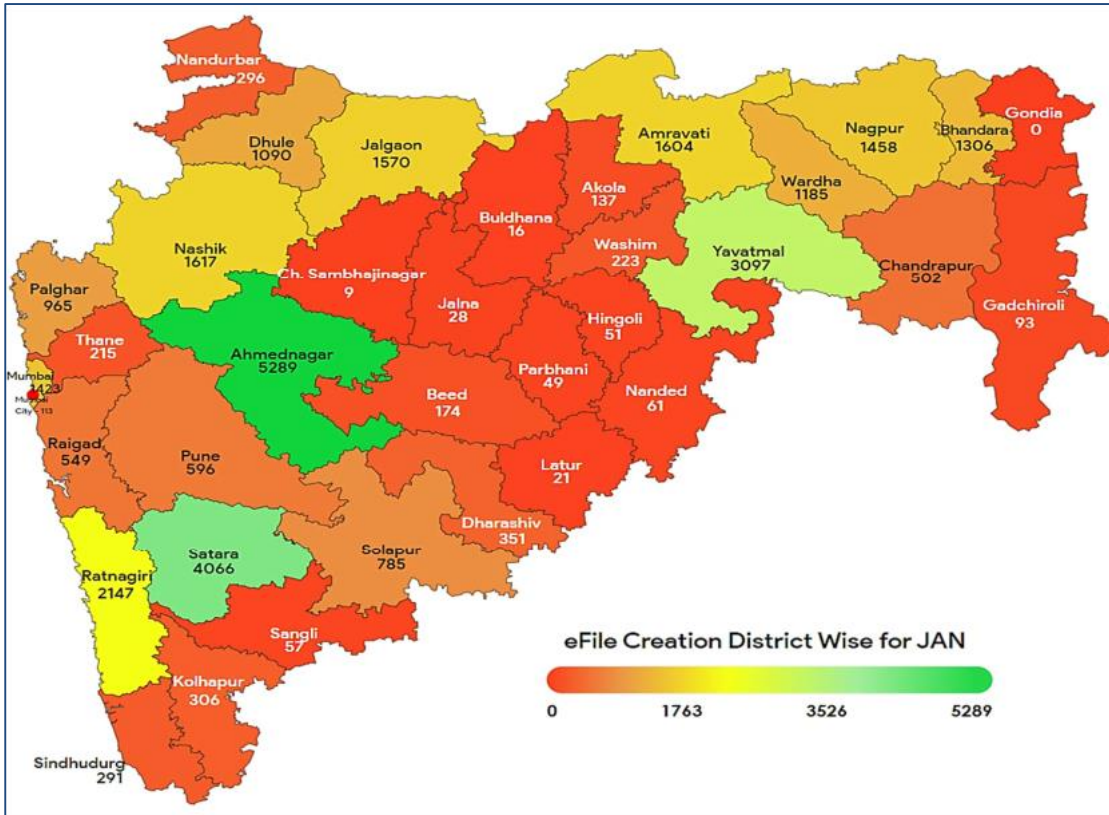 Nandurbar
296
Dhule
1090
Jalgaon
1570
Amravati
1604
Nagpur
1458
Bhandara
1306
Gondia
0
Akola
137
Wardha
1185
Buldhana
16
Nashik
1617
Washim
223
Yavatmal
3097
Ch. Sambhajinagar
9
Chandrapur
502
Palghar
965
Jalna
28
Hingoli
51
Gadchiroli
93
Thane
215
Ahmednagar
5289
Parbhani
49
Mumbai
1423
Beed
174
Nanded
61
Mumbai
City - 113
Raigad
549
Pune
596
Latur
21
Dharashiv
351
Satara
4066
Solapur
785
Ratnagiri
2147
Sangli
57
Kolhapur
306
Sindhudurg
291
eFile Creation District Wise for JAN
0 1763 3526 5289